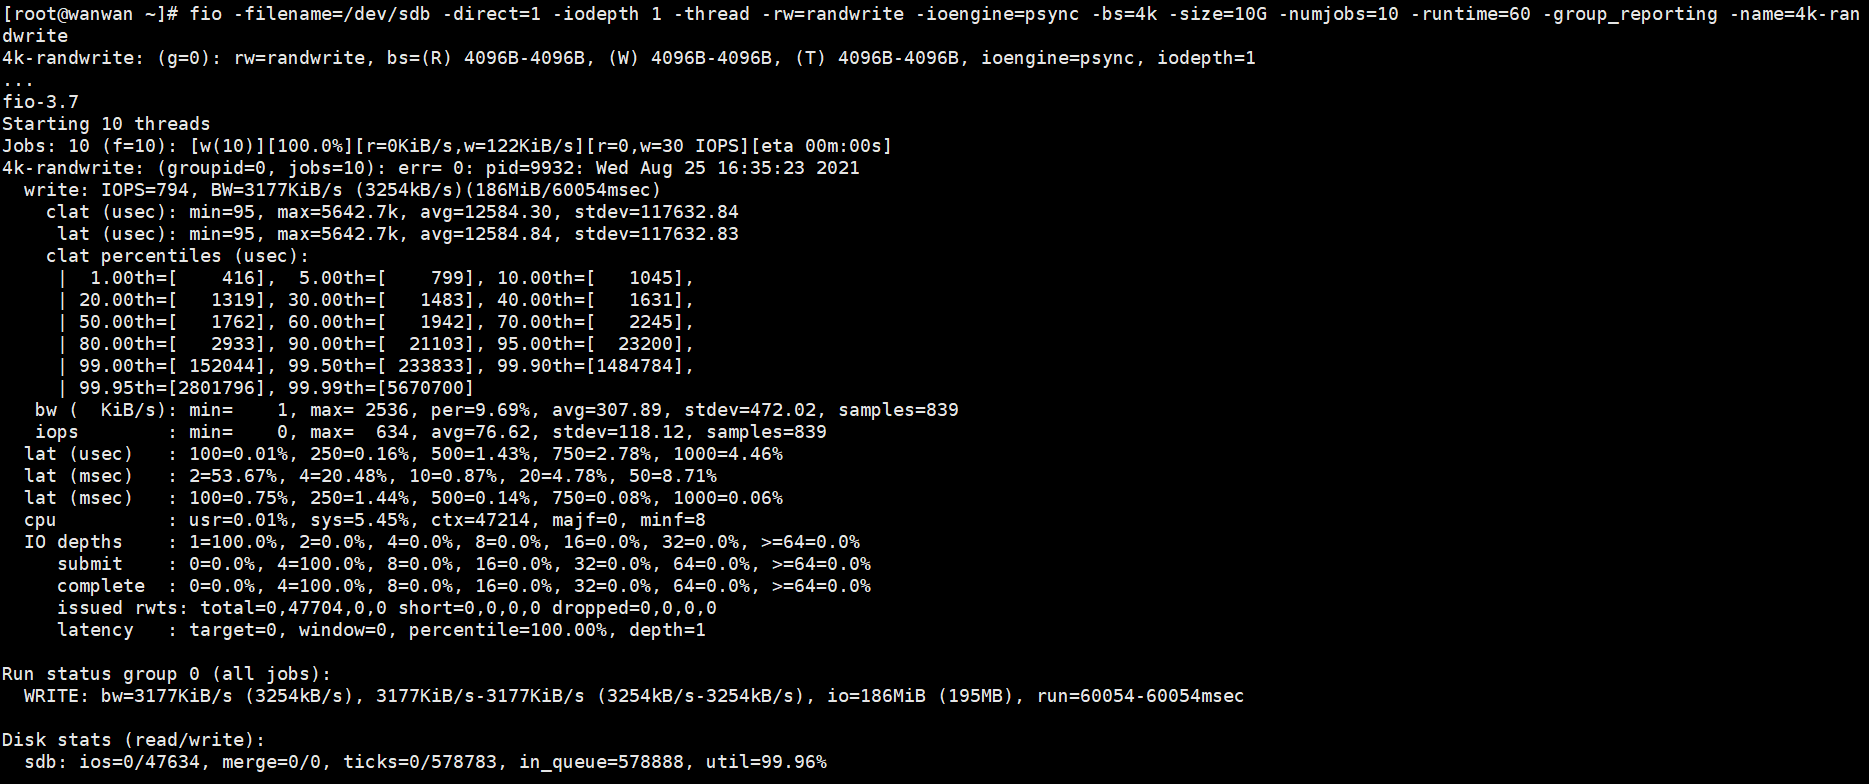 [root@wanwan ~]# fio -filename=/dev/sdb -direct=1 -iodepth 1 -thread -rw=randwrite -ioengine=psync -bs=4k -size=10G -numjobs=10 -runtime=60 -group_reporting -name=4k-ran
dwrite
4k-randwrite: (g=0): rw=randwrite, bs=(R) 4096B-4096B, (W) 4096B-4096B, (T) 4096B-4096B, ioengine=psync, iodepth=1
...
fio-3.7
Starting 10 threads
Jobs: 10 (f=10): [w(10)][100.0%][r=0KiB/s,w=122KiB/s][r=0,w=30 IOPS][eta 00m:00s]
4k-randwrite: (groupid=0, jobs=10): err= 0: pid=9932: Wed Aug 25 16:35:23 2021
  write: IOPS=794, BW=3177KiB/s (3254kB/s)(186MiB/60054msec)
    clat (usec): min=95, max=5642.7k, avg=12584.30, stdev=117632.84
     lat (usec): min=95, max=5642.7k, avg=12584.84, stdev=117632.83
    clat percentiles (usec):
     |  1.00th=[    416],  5.00th=[    799], 10.00th=[   1045],
     | 20.00th=[   1319], 30.00th=[   1483], 40.00th=[   1631],
     | 50.00th=[   1762], 60.00th=[   1942], 70.00th=[   2245],
     | 80.00th=[   2933], 90.00th=[  21103], 95.00th=[  23200],
     | 99.00th=[ 152044], 99.50th=[ 233833], 99.90th=[1484784],
     | 99.95th=[2801796], 99.99th=[5670700]
   bw (  KiB/s): min=    1, max= 2536, per=9.69%, avg=307.89, stdev=472.02, samples=839
   iops        : min=    0, max=  634, avg=76.62, stdev=118.12, samples=839
  lat (usec)   : 100=0.01%, 250=0.16%, 500=1.43%, 750=2.78%, 1000=4.46%
  lat (msec)   : 2=53.67%, 4=20.48%, 10=0.87%, 20=4.78%, 50=8.71%
  lat (msec)   : 100=0.75%, 250=1.44%, 500=0.14%, 750=0.08%, 1000=0.06%
  cpu          : usr=0.01%, sys=5.45%, ctx=47214, majf=0, minf=8
  IO depths    : 1=100.0%, 2=0.0%, 4=0.0%, 8=0.0%, 16=0.0%, 32=0.0%, >=64=0.0%
     submit    : 0=0.0%, 4=100.0%, 8=0.0%, 16=0.0%, 32=0.0%, 64=0.0%, >=64=0.0%
     complete  : 0=0.0%, 4=100.0%, 8=0.0%, 16=0.0%, 32=0.0%, 64=0.0%, >=64=0.0%
     issued rwts: total=0,47704,0,0 short=0,0,0,0 dropped=0,0,0,0
     latency   : target=0, window=0, percentile=100.00%, depth=1

Run status group 0 (all jobs):
  WRITE: bw=3177KiB/s (3254kB/s), 3177KiB/s-3177KiB/s (3254kB/s-3254kB/s), io=186MiB (195MB), run=60054-60054msec

Disk stats (read/write):
  sdb: ios=0/47634, merge=0/0, ticks=0/578783, in_queue=578888, util=99.96%